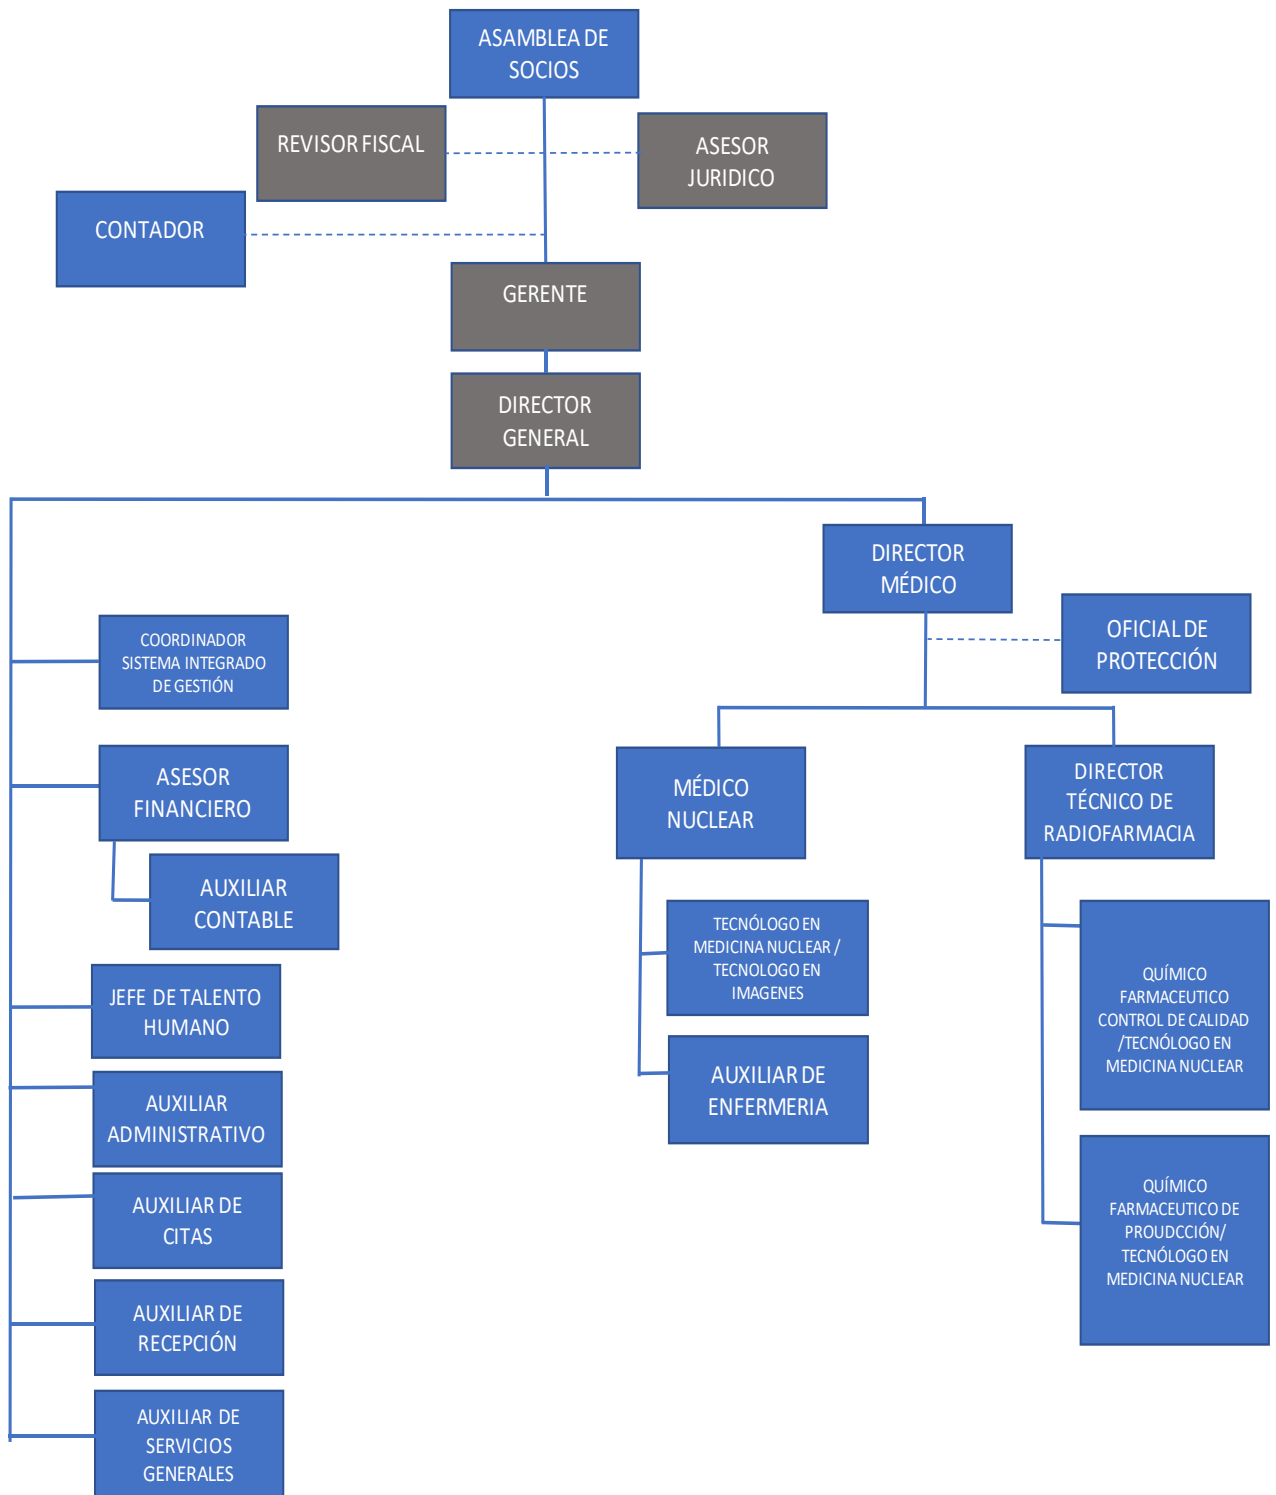 ASAMBLEA DE
SOCIOS
REVISOR FISCAL
ASESOR
JURIDICO
CONTADOR
GERENTE
DIRECTOR
GENERAL
DIRECTOR
MÉDICO
OFICIAL DE
PROTECCIÓN
COORDINADOR
SISTEMA INTEGRADO
DE GESTIÓN
ASESOR
FINANCIERO
AUXILIAR
CONTABLE
JEFE DE TALENTO
HUMANO
AUXILIAR
ADMINISTRATIVO
AUXILIAR DE
CITAS
AUXILIAR DE
RECEPCIÓN
AUXILIAR DE
SERVICIOS
GENERALES
MÉDICO
NUCLEAR
TECNÓLOGO EN
MEDICINA NUCLEAR /
TECNOLOGO EN
IMAGENES
AUXILIAR DE
ENFERMERIA
DIRECTOR
TÉCNICO DE
RADIOFARMACIA
QUÍMICO
FARMACEUTICO
CONTROL DE CALIDAD
/TECNÓLOGO EN
MEDICINA NUCLEAR
QUÍMICO
FARMACEUTICO DE
PROUDCCIÓN/
TECNÓLOGO EN
MEDICINA NUCLEAR